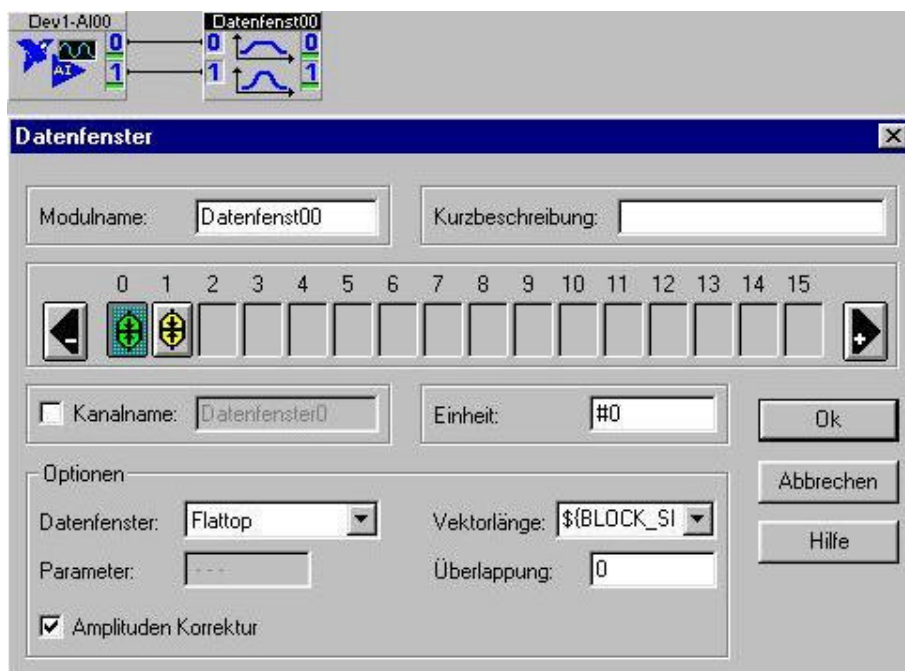 Dev1-AI00 Datenfenst00
0 0 0
AI 1 1 1
Datenfenster
Modulname: Datenfenst00 Kurzbeschreibung:
0 1 2 3 4 5 6 7 8 9 10 11 12 13 14 15
- +
Kanalname: Datenfenster0 Einheit: #0 Ok
Optionen Abbrechen
Datenfenster: Flattop Vektorlänge: ${BLOCK_SI
Hilfe
Parameter: - - - Überlappung: 0
Amplituden Korrektur